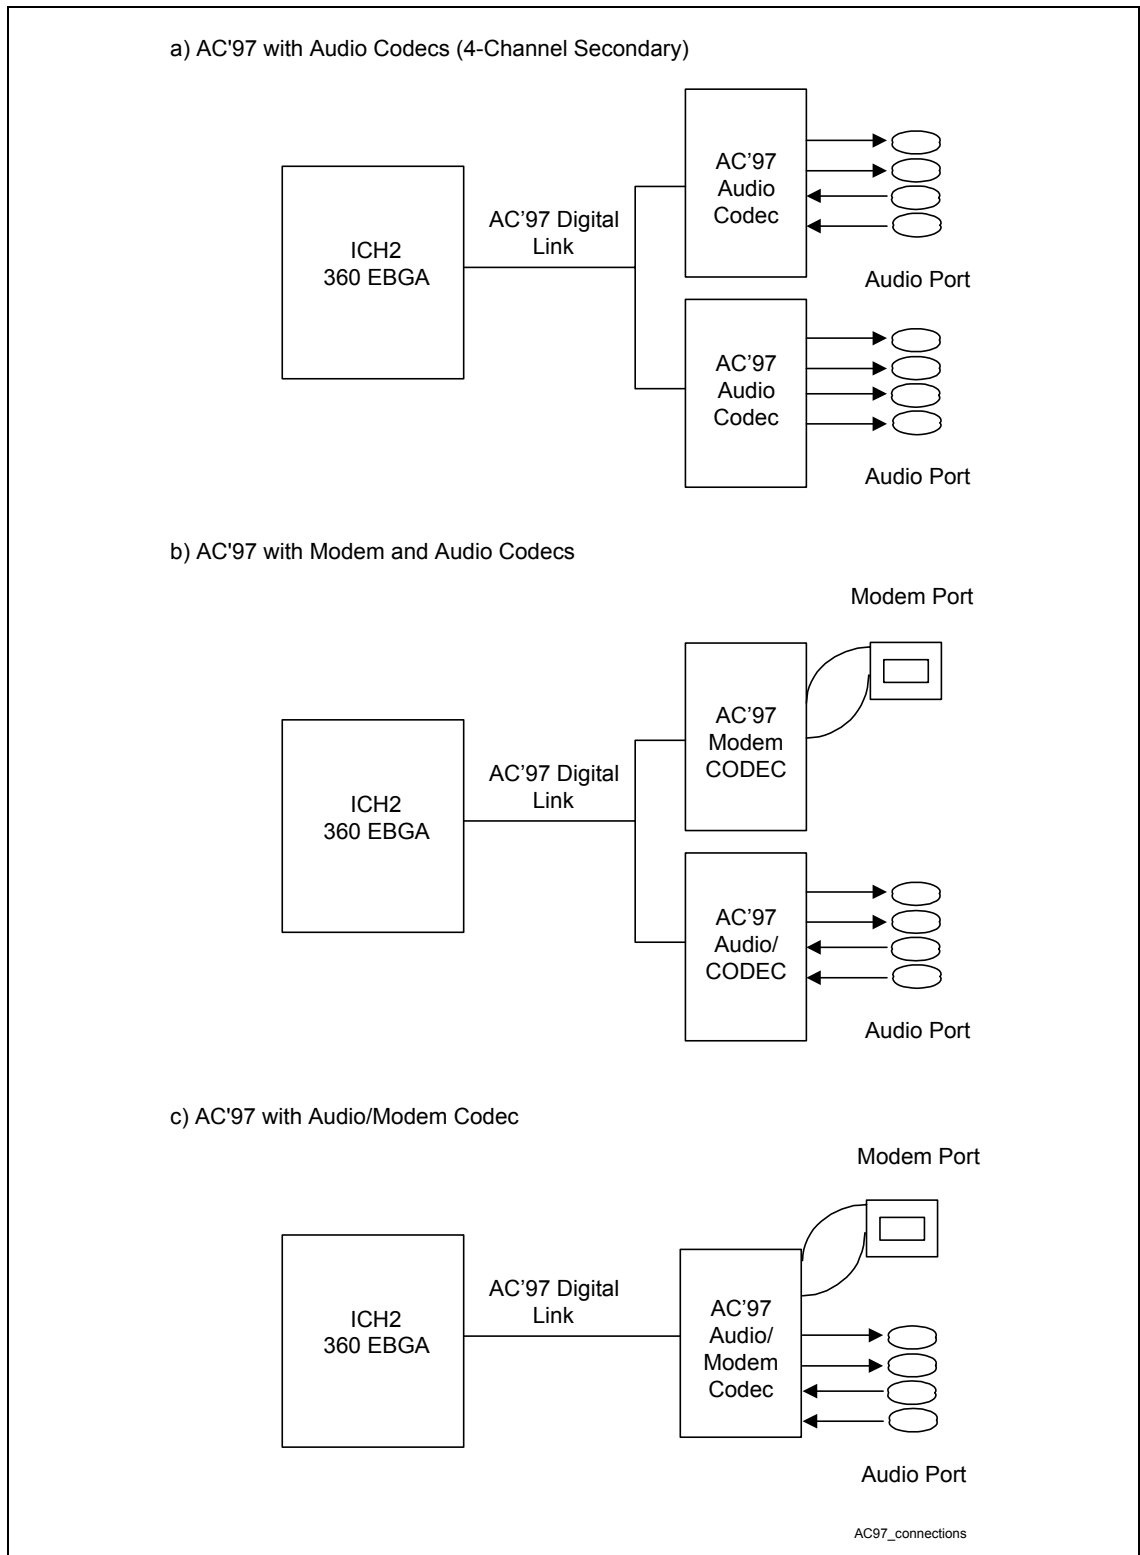 a) AC'97 with Audio Codecs (4-Channel Secondary)
ICH2
360 EBGA
AC’97 Digital
Link
AC’97
Audio
Codec
Audio Port
AC’97
Audio
Codec
Audio Port
b) AC'97 with Modem and Audio Codecs
Modem Port
ICH2
360 EBGA
AC’97 Digital
Link
AC’97
Modem
CODEC
AC’97
Audio/
CODEC
Audio Port
c) AC'97 with Audio/Modem Codec
Modem Port
ICH2
360 EBGA
AC’97 Digital
Link
AC’97
Audio/
Modem
Codec
Audio Port
AC97_connections